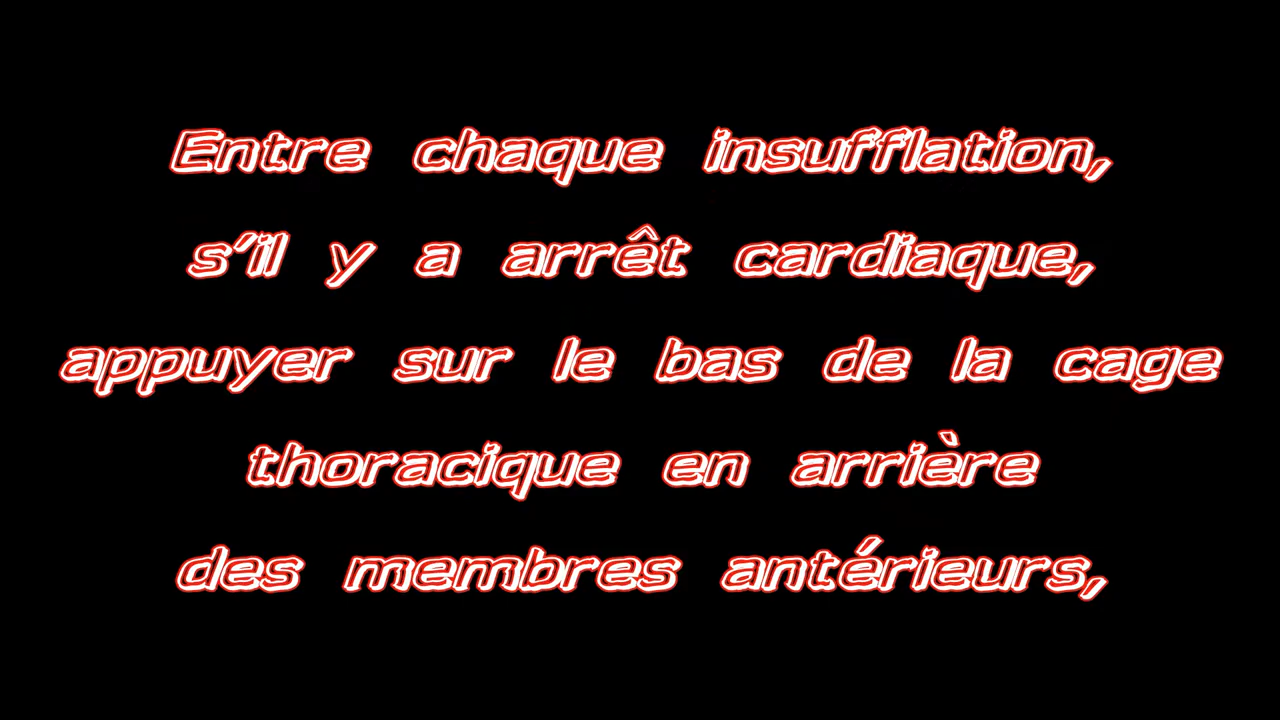 Entre chaque insufflation,
s'il y a arrêt cardiaque,
appuyer sur le bas de la cage
thoracique en arrière
des membres antérieurs,